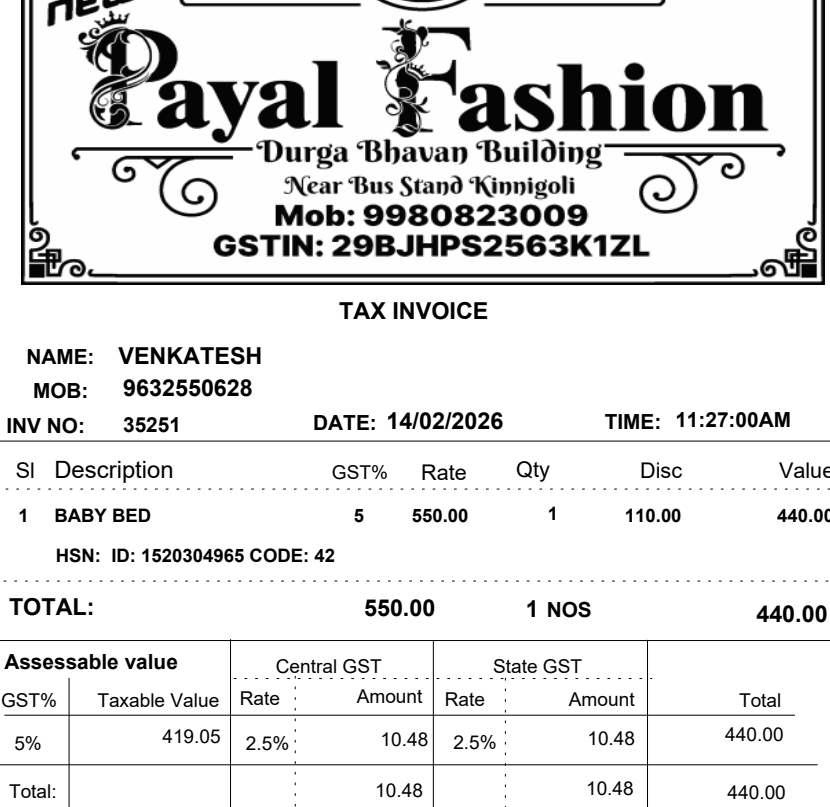 new
Payal Fashion
Durga Bhavan Building
Near Bus Stand Kinnigoli
Mob: 9980823009
GSTIN: 29BJHPS2563K1ZL
TAX INVOICE
NAME: VENKATESH
MOB: 9632550628
INV NO: 35251 DATE: 14/02/2026 TIME: 11:27:00AM
Sl Description GST% Rate Qty Disc Value
1 BABY BED 5 550.00 1 110.00 440.00
HSN: ID: 1520304965 CODE: 42
TOTAL: 550.00 1 NOS 440.00
Assessable value Central GST State GST
GST% Taxable Value Rate Amount Rate Amount Total
5% 419.05 2.5% 10.48 2.5% 10.48 440.00
Total: 10.48 10.48 440.00